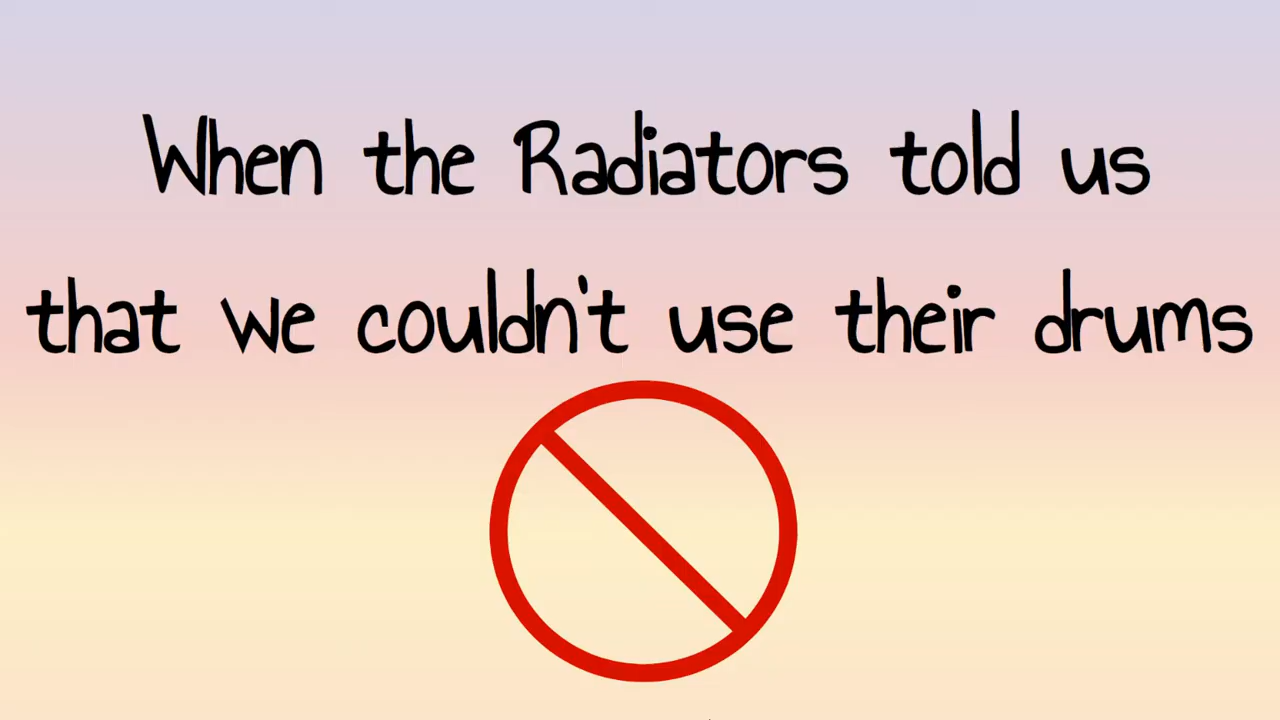 When the Radiators told us
that we couldn't use their drums